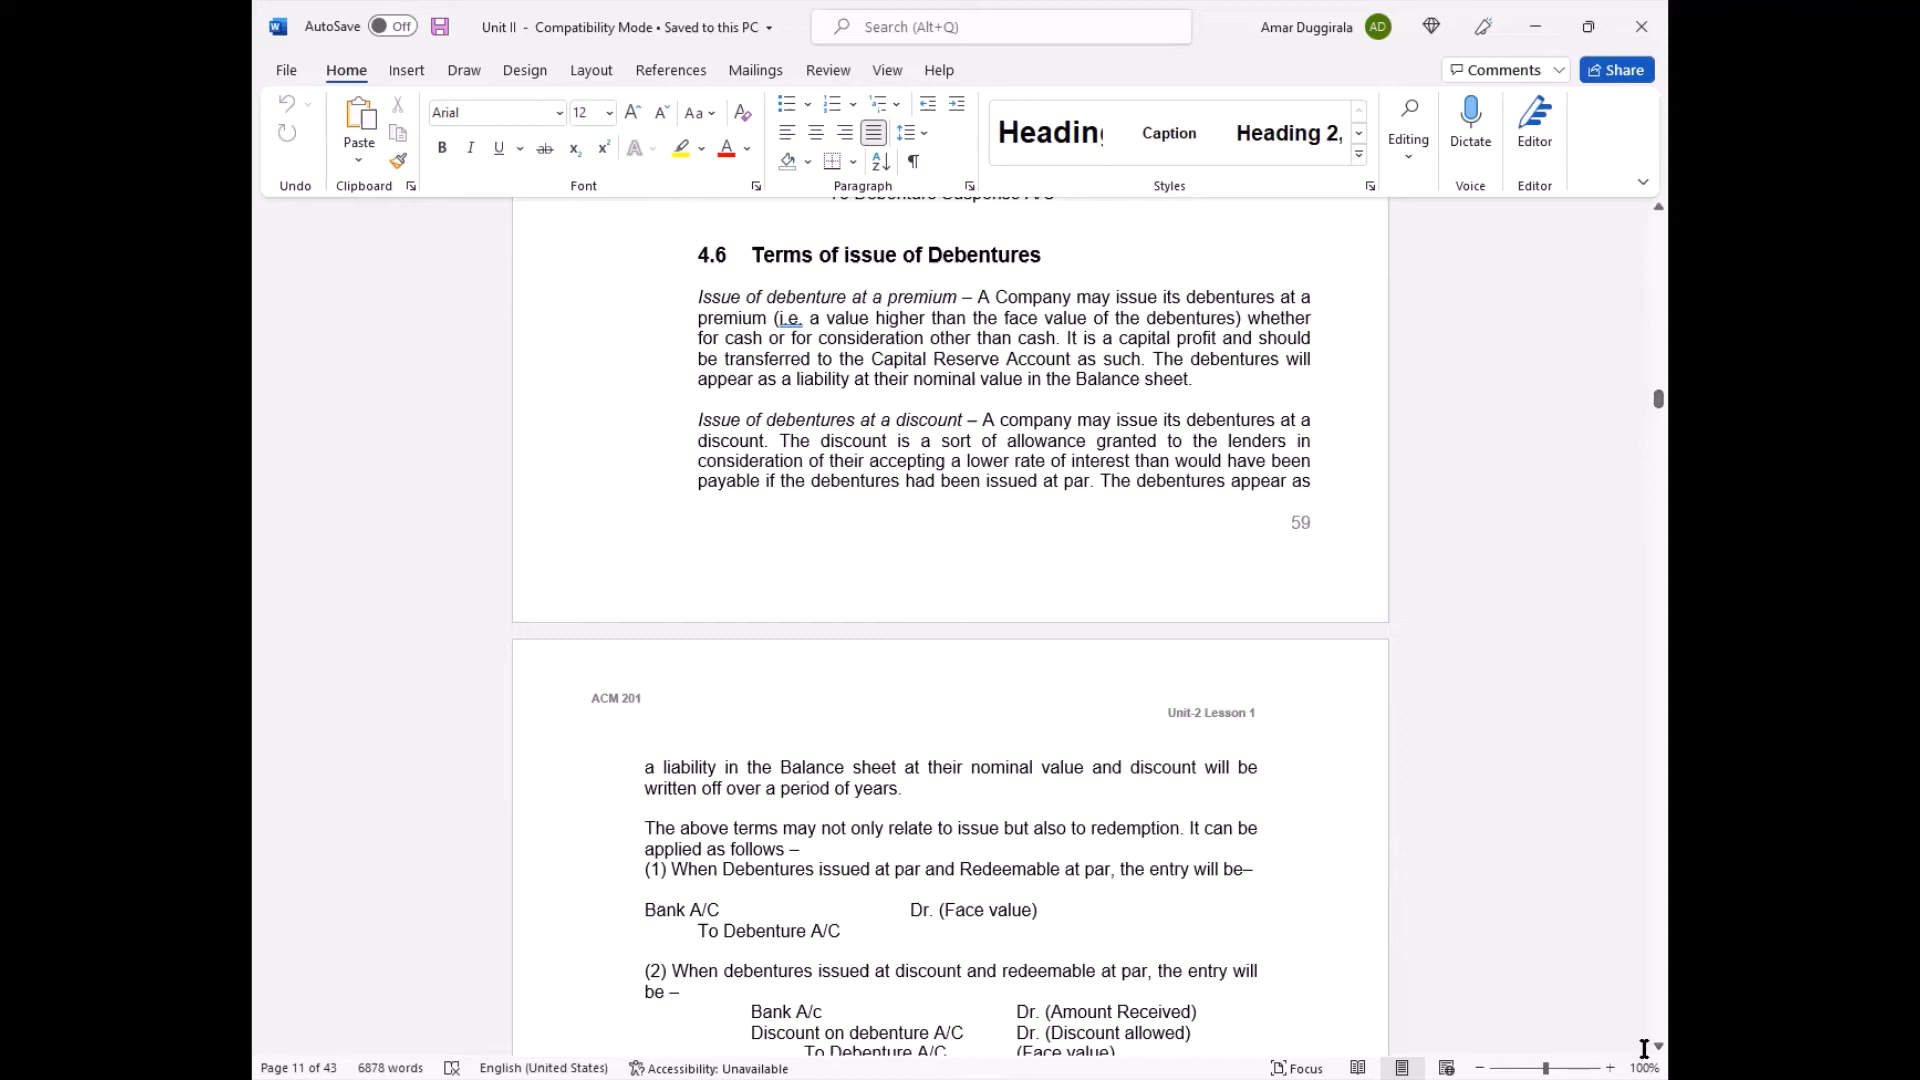 AutoSave Off Unit II - Compatibility Mode • Saved to this PC Search (Alt+Q) Amar Duggirala AD
File Home Insert Draw Design Layout References Mailings Review View Help Comments Share
Arial 12 Aa
Paste
B I U ab x₂ x² A A
Heading Caption Heading 2,
Editing Dictate Editor
Undo Clipboard Font Paragraph Styles Voice Editor
To Debenture Suspense A/C
4.6 Terms of issue of Debentures
Issue of debenture at a premium – A Company may issue its debentures at a
premium (i.e. a value higher than the face value of the debentures) whether
for cash or for consideration other than cash. It is a capital profit and should
be transferred to the Capital Reserve Account as such. The debentures will
appear as a liability at their nominal value in the Balance sheet.
Issue of debentures at a discount – A company may issue its debentures at a
discount. The discount is a sort of allowance granted to the lenders in
consideration of their accepting a lower rate of interest than would have been
payable if the debentures had been issued at par. The debentures appear as
59
ACM 201
Unit-2 Lesson 1
a liability in the Balance sheet at their nominal value and discount will be
written off over a period of years.
The above terms may not only relate to issue but also to redemption. It can be
applied as follows –
(1) When Debentures issued at par and Redeemable at par, the entry will be–
Bank A/C Dr. (Face value)
To Debenture A/C
(2) When debentures issued at discount and redeemable at par, the entry will
be –
Bank A/c Dr. (Amount Received)
Discount on debenture A/C Dr. (Discount allowed)
To Debenture A/C (Face value)
Page 11 of 43 6878 words English (United States) Accessibility: Unavailable Focus 100%